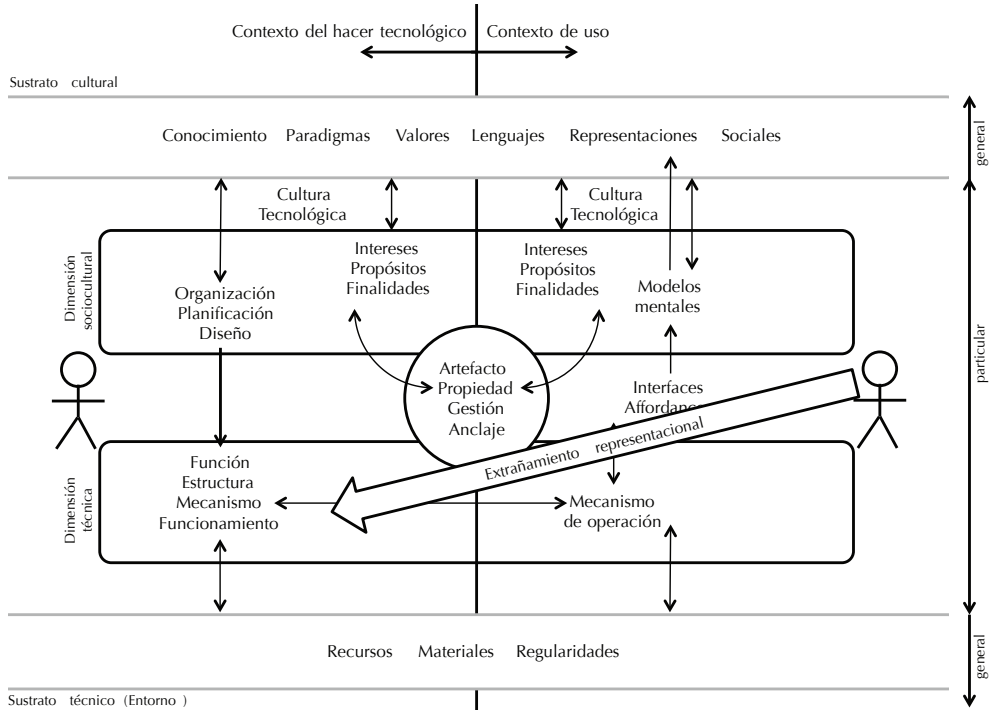 Contexto del hacer tecnológico
Contexto de uso
Sustrato cultural
Conocimiento Paradigmas Valores Lenguajes Representaciones Sociales
general
Cultura
Tecnológica
Cultura
Tecnológica
Dimensión
sociocultural
Organización
Planificación
Diseño
Intereses
Propósitos
Finalidades
Intereses
Propósitos
Finalidades
Modelos
mentales
particular
Artefacto
Propiedad
Gestión
Anclaje
Interfaces
Affordance
Extrañamiento representacional
Dimensión
técnica
Función
Estructura
Mecanismo
Funcionamiento
Mecanismo
de operación
Recursos Materiales Regularidades
general
Sustrato técnico (Entorno )